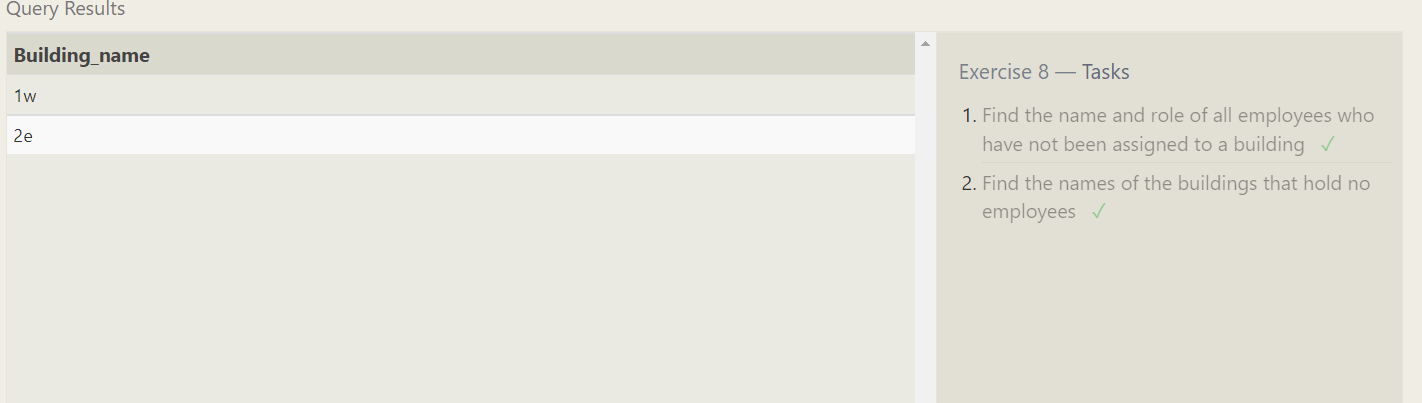 Query Results
Building_name
1w
2e
Exercise 8 — Tasks
1. Find the name and role of all employees who
have not been assigned to a building ✓
2. Find the names of the buildings that hold no
employees ✓